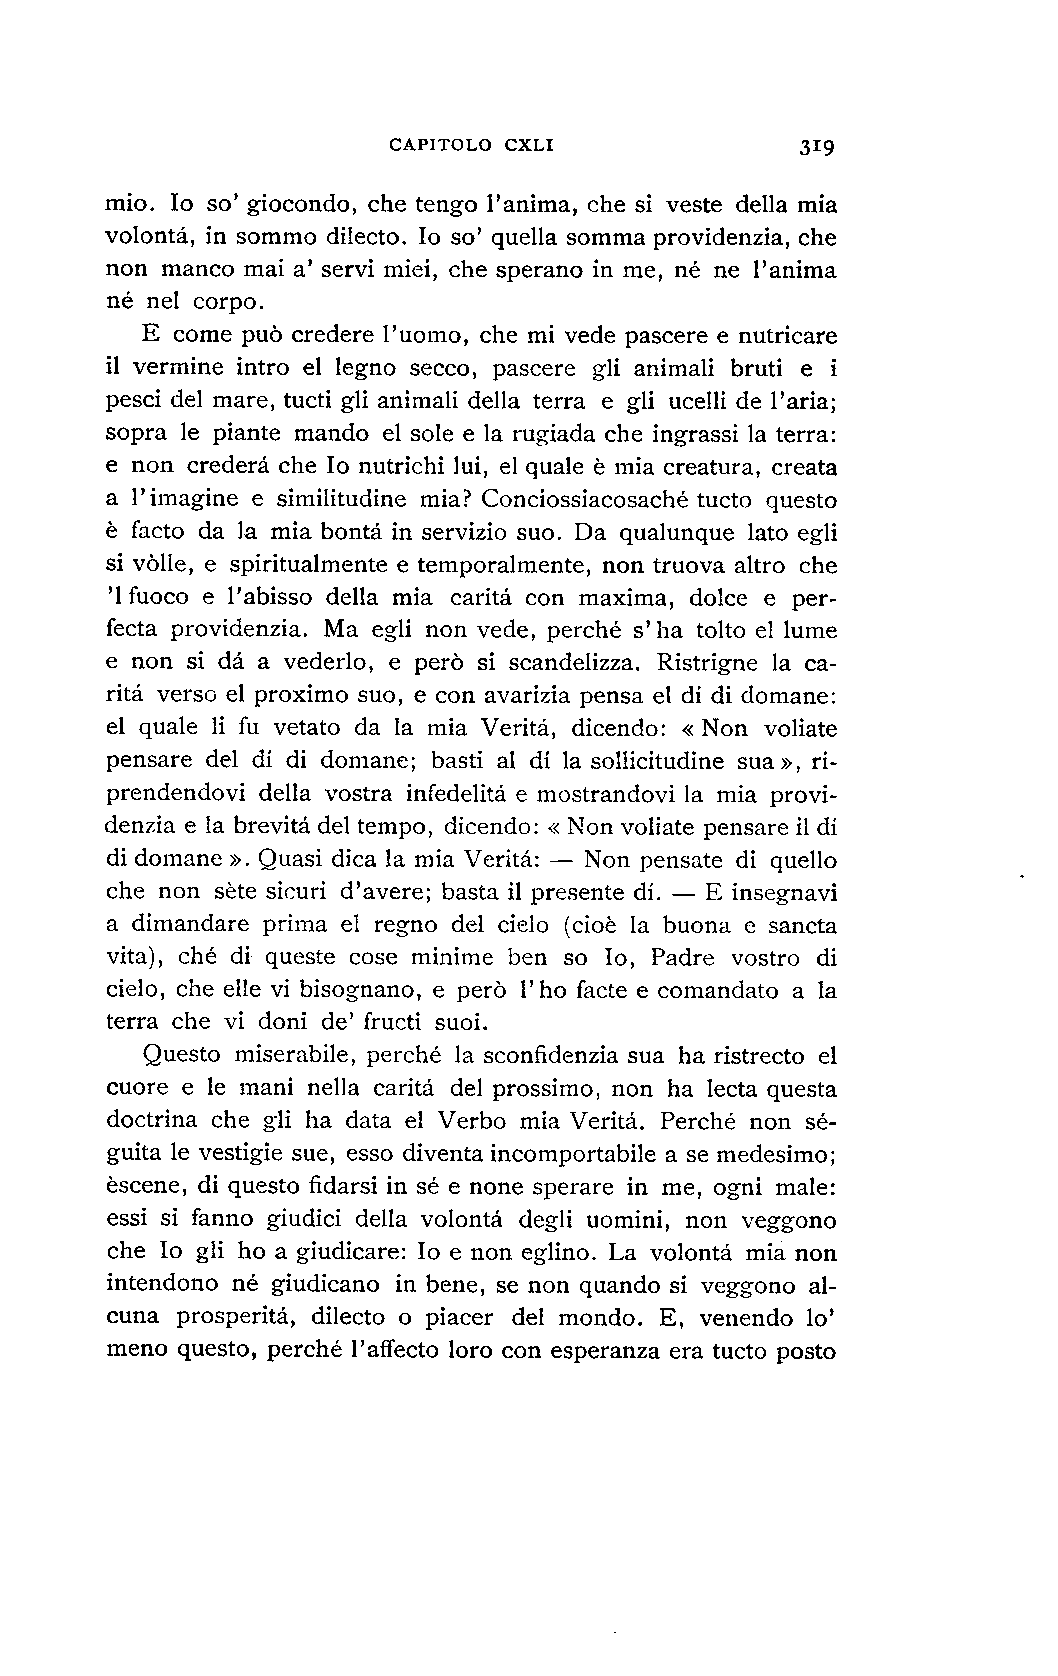 CAPITOLO CXLI 319
mio. Io so' giocondo, che tengo l'anima, che si veste della mia
volontá, in sommo dilecto. Io so' quella somma providenzia, che
non manco mai a' servi miei, che sperano in me, né ne l'anima
né nel corpo.
E come può credere l'uomo, che mi vede pascere e nutricare
il vermine intro el legno secco, pascere gli animali bruti e i
pesci del mare, tucti gli animali della terra e gli ucelli de l'aria;
sopra le piante mando el sole e la rugiada che ingrassi la terra:
e non crederá che Io nutrichi lui, el quale è mia creatura, creata
a l'imagine e similitudine mia? Conciossiacosaché tucto questo
è facto da la mia bontá in servizio suo. Da qualunque lato egli
si vòlle, e spiritualmente e temporalmente, non truova altro che
'l fuoco e l'abisso della mia caritá con maxima, dolce e per-
fecta providenzia. Ma egli non vede, perché s'ha tolto el lume
e non si dá a vederlo, e però si scandelizza. Ristrigne la ca-
ritá verso el proximo suo, e con avarizia pensa el dí di domane:
el quale li fu vetato da la mia Veritá, dicendo: « Non voliate
pensare del dí di domane; basti al dí la sollicitudine sua », ri-
prendendovi della vostra infedelitá e mostrandovi la mia provi-
denzia e la brevitá del tempo, dicendo: « Non voliate pensare il dí
di domane ». Quasi dica la mia Veritá: — Non pensate di quello
che non sète sicuri d'avere; basta il presente dí. — E insegnavi
a dimandare prima el regno del cielo (cioè la buona e sancta
vita), ché di queste cose minime ben so Io, Padre vostro di
cielo, che elle vi bisognano, e però l'ho facte e comandato a la
terra che vi doni de' fructi suoi.
Questo miserabile, perché la sconfidenzia sua ha ristrecto el
cuore e le mani nella caritá del prossimo, non ha lecta questa
doctrina che gli ha data el Verbo mia Veritá. Perché non sé-
guita le vestigie sue, esso diventa incomportabile a se medesimo;
èscene, di questo fidarsi in sé e none sperare in me, ogni male:
essi si fanno giudici della volontá degli uomini, non veggono
che Io gli ho a giudicare: Io e non eglino. La volontá mia non
intendono né giudicano in bene, se non quando si veggono al-
cuna prosperitá, dilecto o piacer del mondo. E, venendo lo'
meno questo, perché l'affecto loro con esperanza era tucto posto